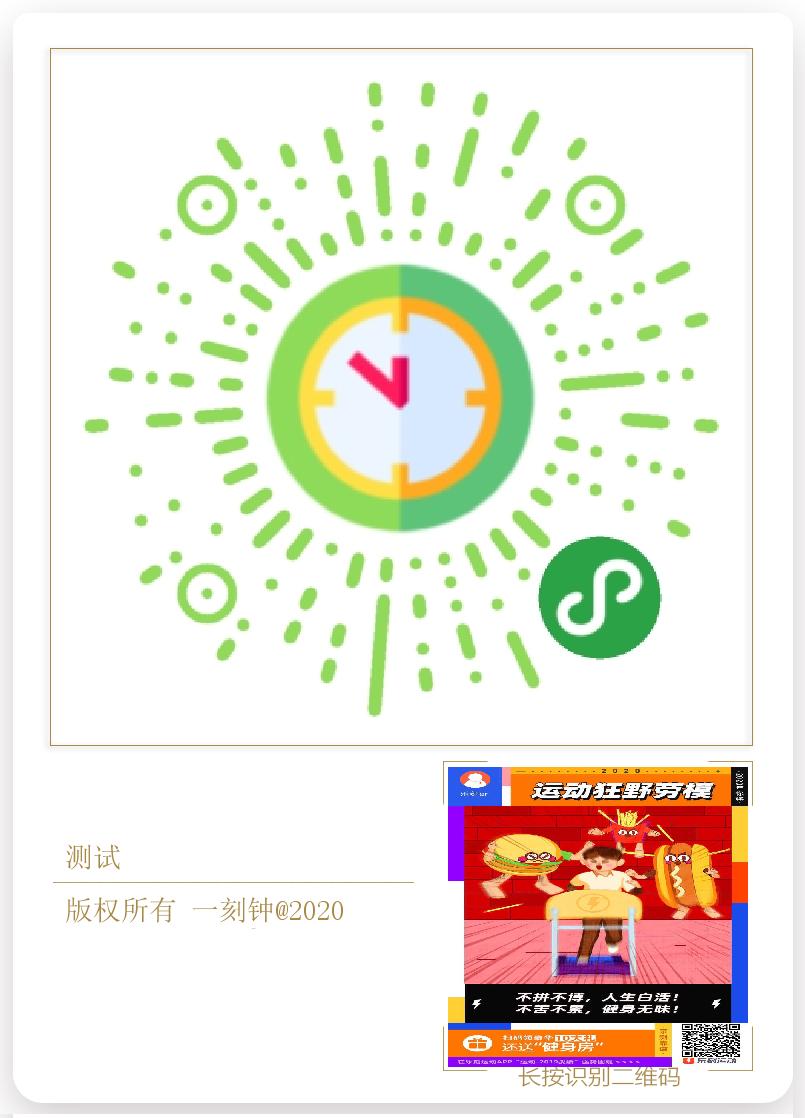 测试
版权所有 一刻钟@2020
2020
运动狂野劳模
不拼不搏，人生白活！
不苦不累，健身无味！
还送“健身房”
长按识别二维码